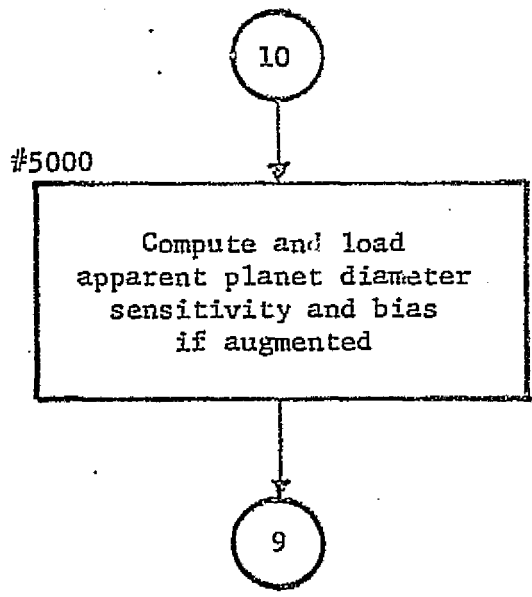 10
#5000
Compute and load
apparent planet diameter
sensitivity and bias
if augmented
9